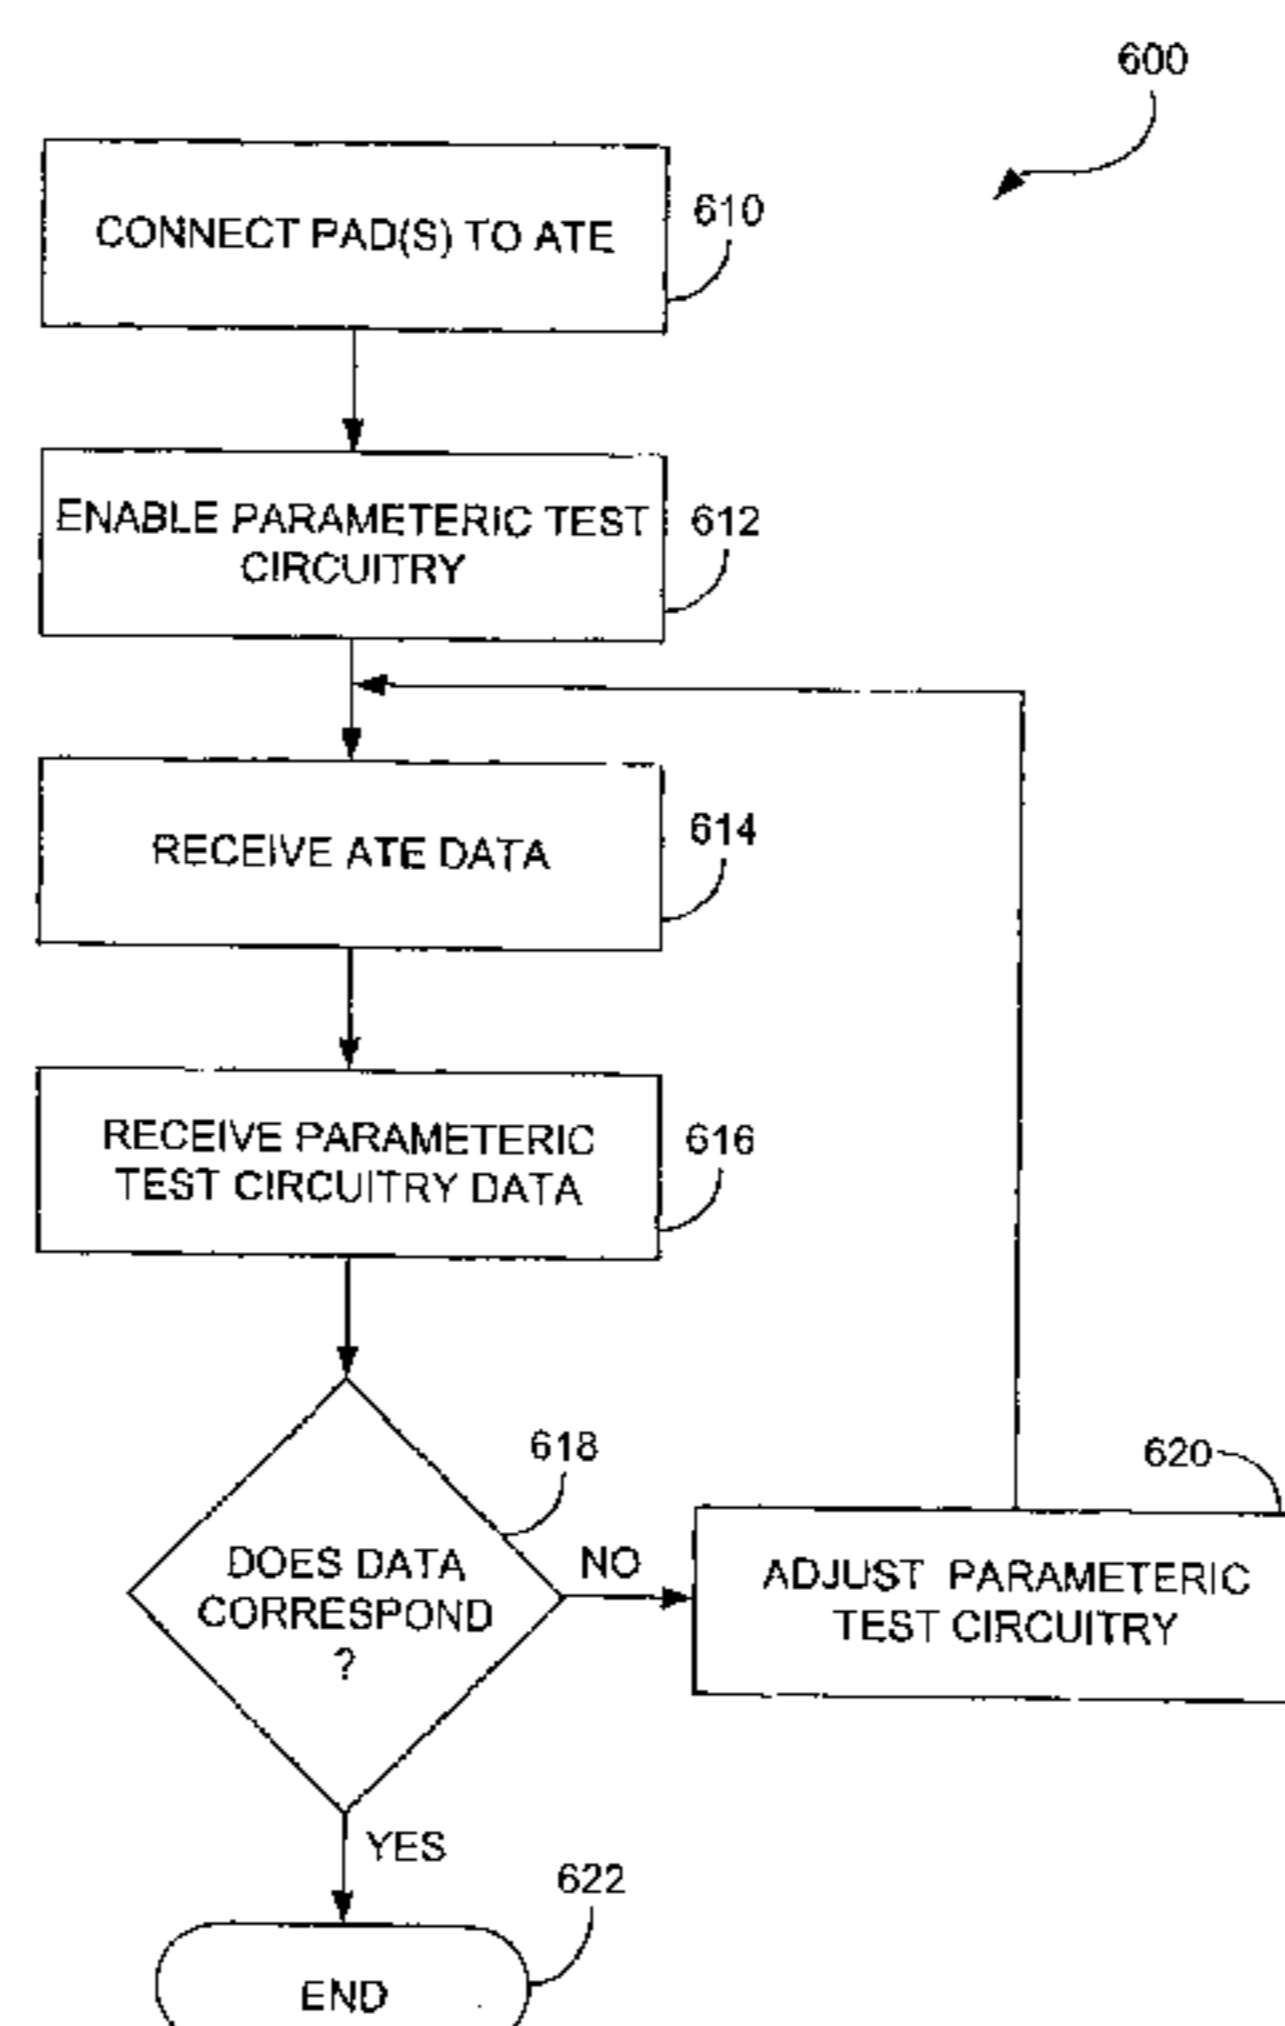 600
CONNECT PAD(S) TO ATE
610
ENABLE PARAMETERIC TEST
CIRCUITRY
612
RECEIVE ATE DATA
614
RECEIVE PARAMETERIC
TEST CIRCUITRY DATA
616
618
DOES DATA
CORRESPOND
?
NO
620
ADJUST PARAMETERIC
TEST CIRCUITRY
YES
622
END